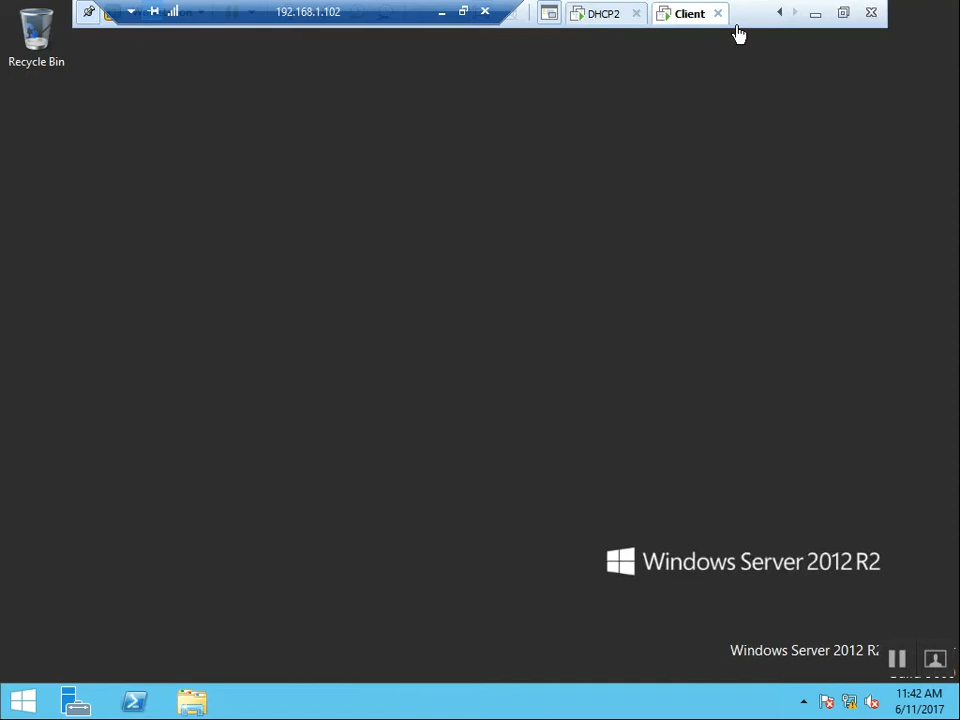 192.168.1.102
DHCP2
Client
Recycle Bin
Windows Server 2012 R2
Windows Server 2012 R2
11:42 AM
6/11/2017